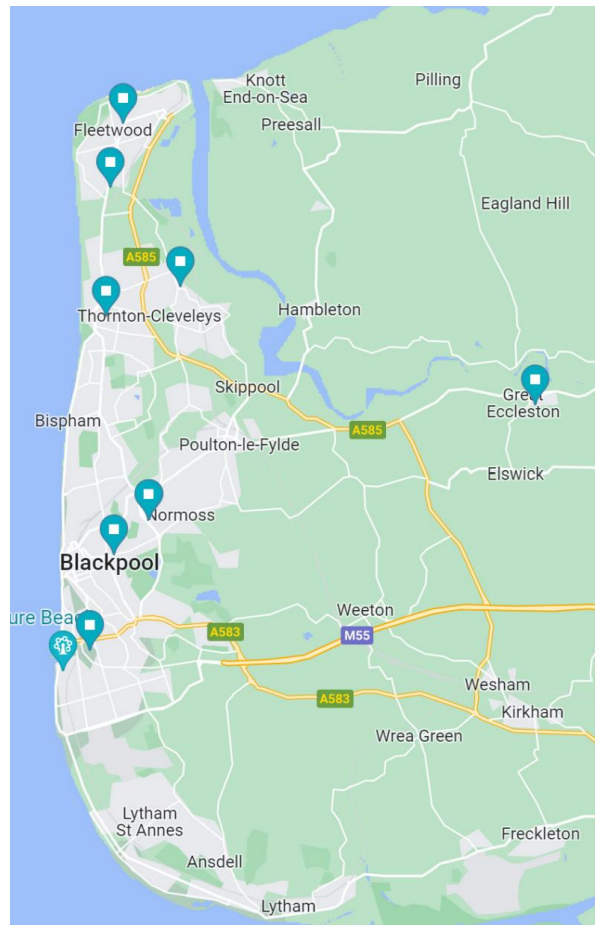 Knott
End-on-Sea
Pilling
Preesall
Fleetwood
Eagland Hill
A585
Hambleton
Thornton-Cleveleys
Skippool
Great
Eccleston
Bispham
A585
Poulton-le-Fylde
Elswick
Normoss
Blackpool
ure Bea
Weeton
A583
M55
Wesham
A583
Kirkham
Wrea Green
Lytham
St Annes
Freckleton
Ansdell
Lytham